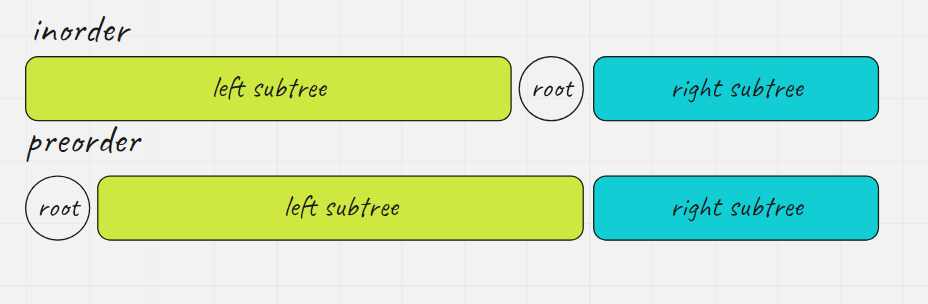 inorder
left subtree root right subtree
preorder
root left subtree right subtree